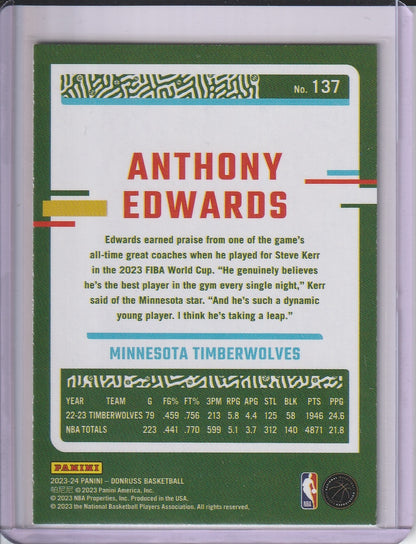 No. 137
ANTHONY
EDWARDS
Edwards earned praise from one of the game's
all-time great coaches when he played for Steve Kerr
in the 2023 FIBA World Cup. "He genuinely believes
he's the best player in the gym every single night," Kerr
said of the Minnesota star. "And he's such a dynamic
young player. I think he's taking a leap."
MINNESOTA TIMBERWOLVES
YEAR TEAM G FG% FT% 3PM RPG APG STL BLK PTS PPG
22-23 TIMBERWOLVES 79 .459 .756 213 5.8 4.4 125 58 1946 24.6
NBA TOTALS 223 .441 .770 599 5.1 3.7 312 140 4871 21.8
PANINI
2023-24 PANINI – DONRUSS BASKETBALL
帕尼尼 © 2023 Panini America, Inc.
© 2023 NBA Properties, Inc. Produced in the USA.
© 2023 the National Basketball Players Association. All rights reserved.
NBA